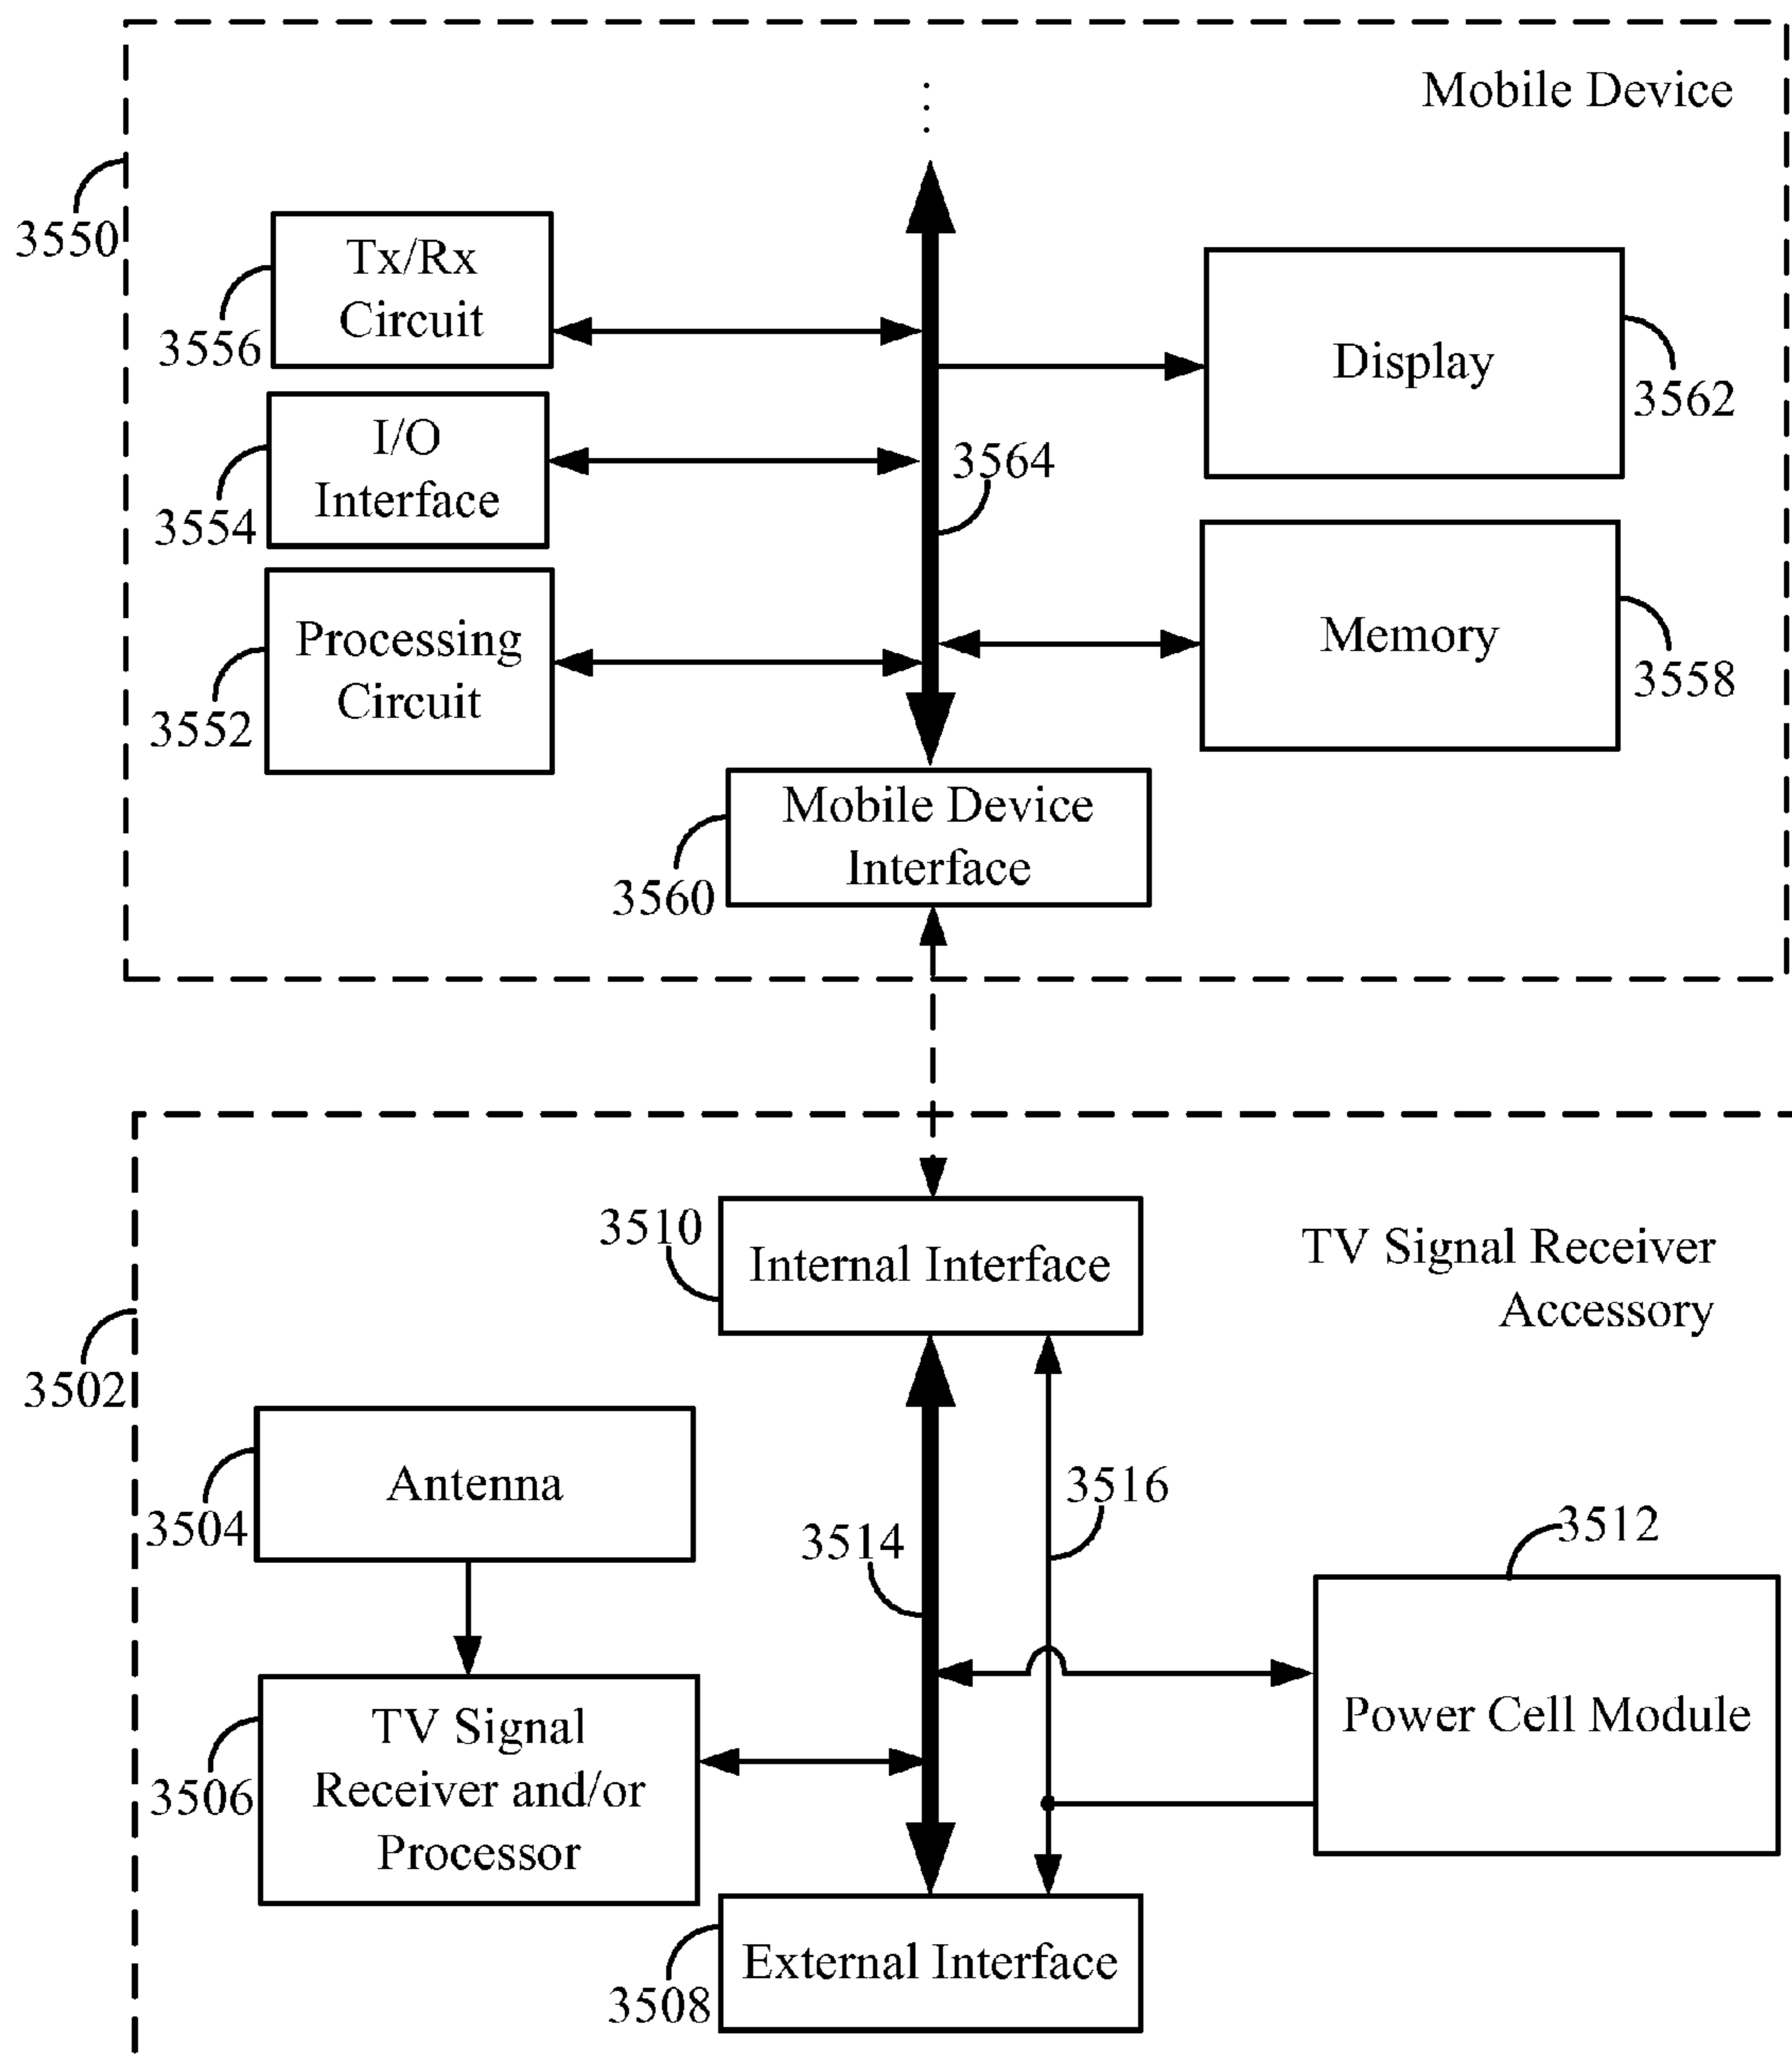 Mobile Device
3550
Tx/Rx
Circuit
3556
Display
3562
I/O
Interface
3554
3564
Processing
Circuit
3552
Memory
3558
Mobile Device
Interface
3560
3510
Internal Interface
TV Signal Receiver
Accessory
3502
Antenna
3504
3514
3516
3512
TV Signal
Receiver and/or
Processor
3506
Power Cell Module
External Interface
3508